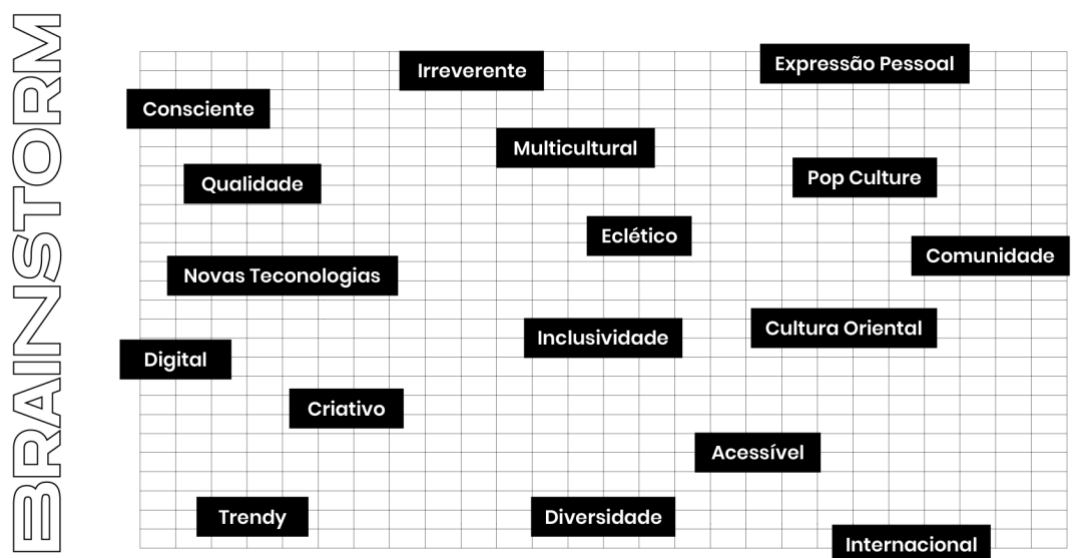 BRAINSTORM
Irreverente
Expressão Pessoal
Consciente
Multicultural
Qualidade
Pop Culture
Eclético
Comunidade
Novas Teconologias
Inclusividade
Cultura Oriental
Digital
Criativo
Acessível
Trendy
Diversidade
Internacional